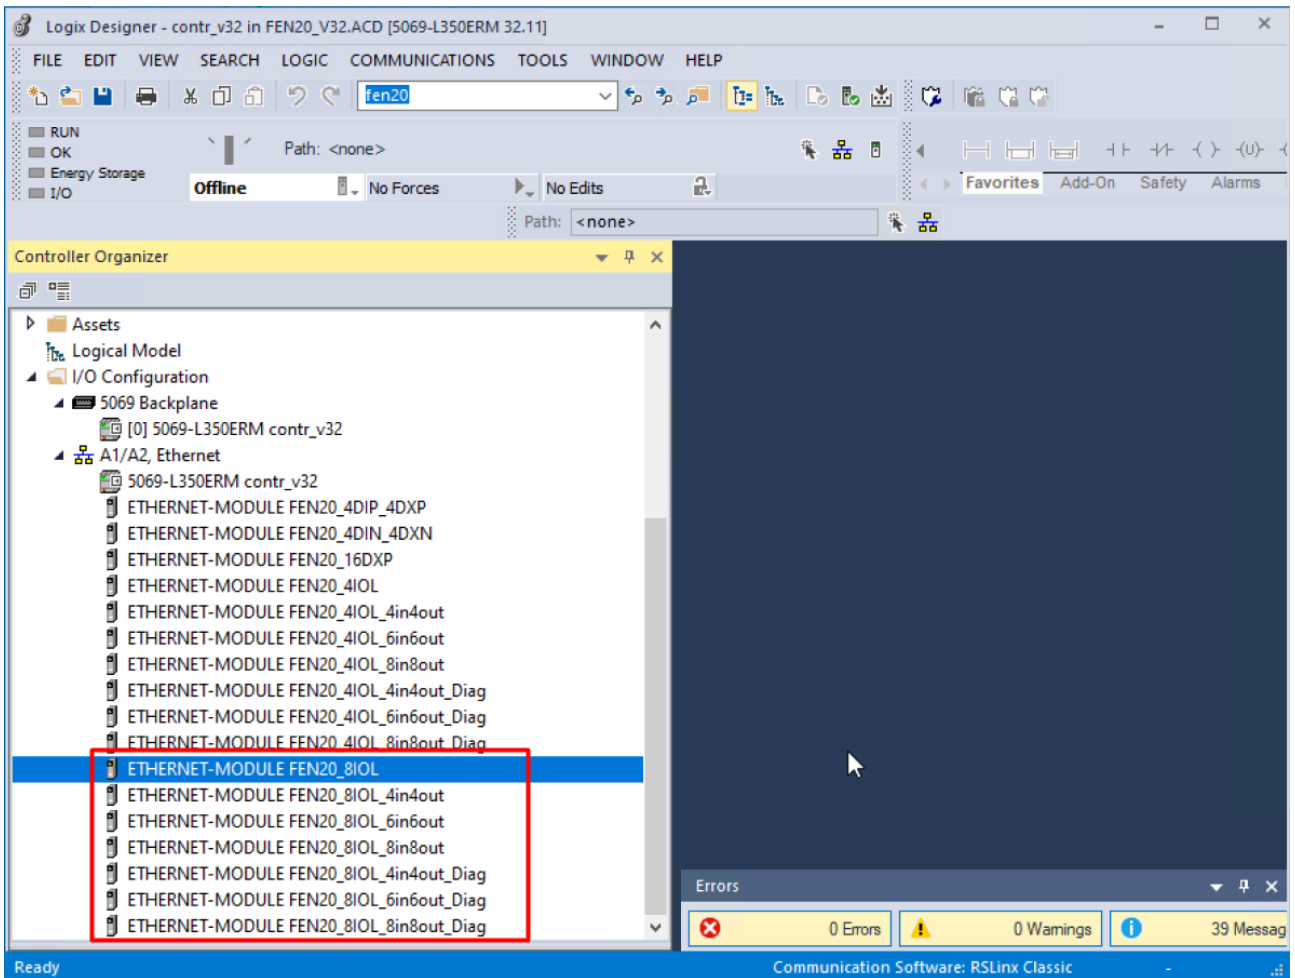 Logix Designer - contr_v32 in FEN20_V32.ACD [5069-L350ERM 32.11]
FILE EDIT VIEW SEARCH LOGIC COMMUNICATIONS TOOLS WINDOW HELP
fen20
RUN
OK
Energy Storage
I/O
Path: <none>
Offline No Forces No Edits
Favorites Add-On Safety Alarms
Path: <none>
Controller Organizer
Assets
Logical Model
I/O Configuration
5069 Backplane
[0] 5069-L350ERM contr_v32
A1/A2, Ethernet
5069-L350ERM contr_v32
ETHERNET-MODULE FEN20_4DIP_4DXP
ETHERNET-MODULE FEN20_4DIN_4DXN
ETHERNET-MODULE FEN20_16DXP
ETHERNET-MODULE FEN20_4IOL
ETHERNET-MODULE FEN20_4IOL_4in4out
ETHERNET-MODULE FEN20_4IOL_6in6out
ETHERNET-MODULE FEN20_4IOL_8in8out
ETHERNET-MODULE FEN20_4IOL_4in4out_Diag
ETHERNET-MODULE FEN20_4IOL_6in6out_Diag
ETHERNET-MODULE FEN20_4IOL_8in8out_Diag
ETHERNET-MODULE FEN20_8IOL
ETHERNET-MODULE FEN20_8IOL_4in4out
ETHERNET-MODULE FEN20_8IOL_6in6out
ETHERNET-MODULE FEN20_8IOL_8in8out
ETHERNET-MODULE FEN20_8IOL_4in4out_Diag
ETHERNET-MODULE FEN20_8IOL_6in6out_Diag
ETHERNET-MODULE FEN20_8IOL_8in8out_Diag
Errors
0 Errors 0 Warnings 39 Messag
Ready Communication Software: RSLinx Classic -